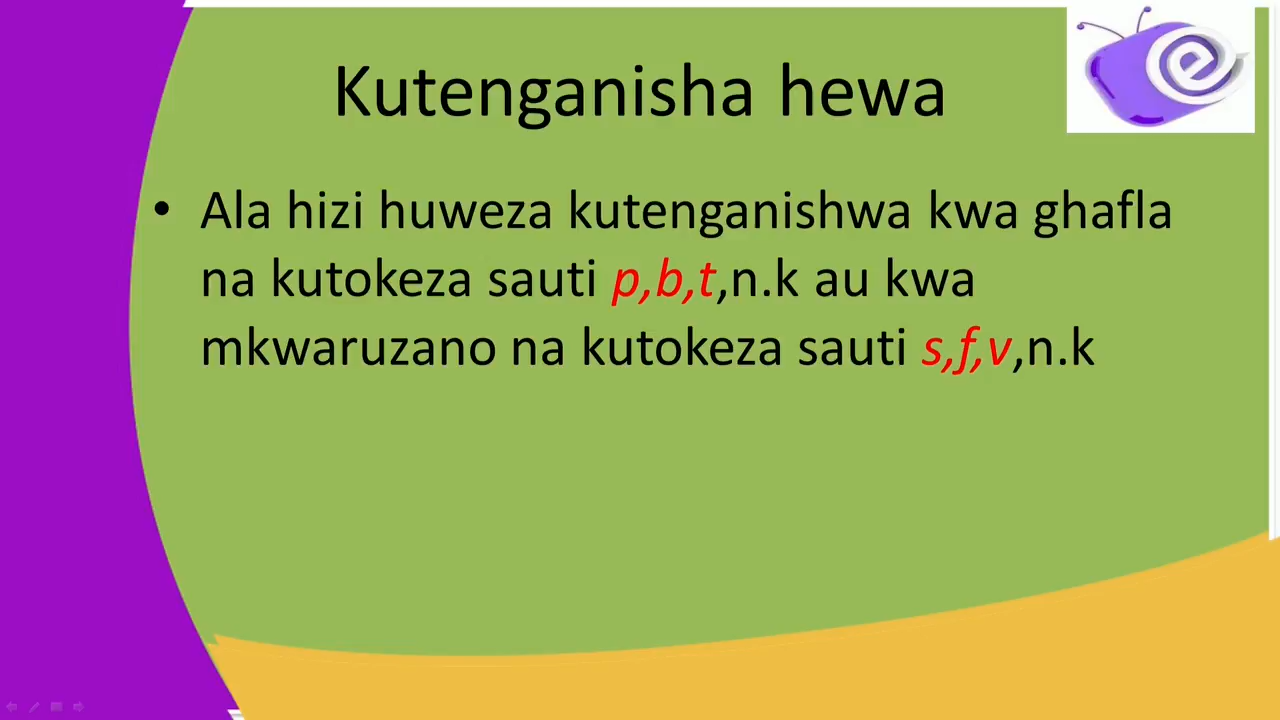 Kutenganisha hewa
• Ala hizi huweza kutenganishwa kwa ghafla
na kutokeza sauti p,b,t,n.k au kwa
mkwaruzano na kutokeza sauti s,f,v,n.k